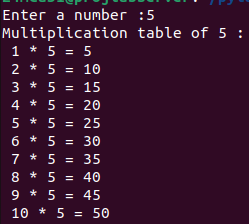 Enter a number :5
Multiplication table of 5 :
1 * 5 = 5
2 * 5 = 10
3 * 5 = 15
4 * 5 = 20
5 * 5 = 25
6 * 5 = 30
7 * 5 = 35
8 * 5 = 40
9 * 5 = 45
10 * 5 = 50